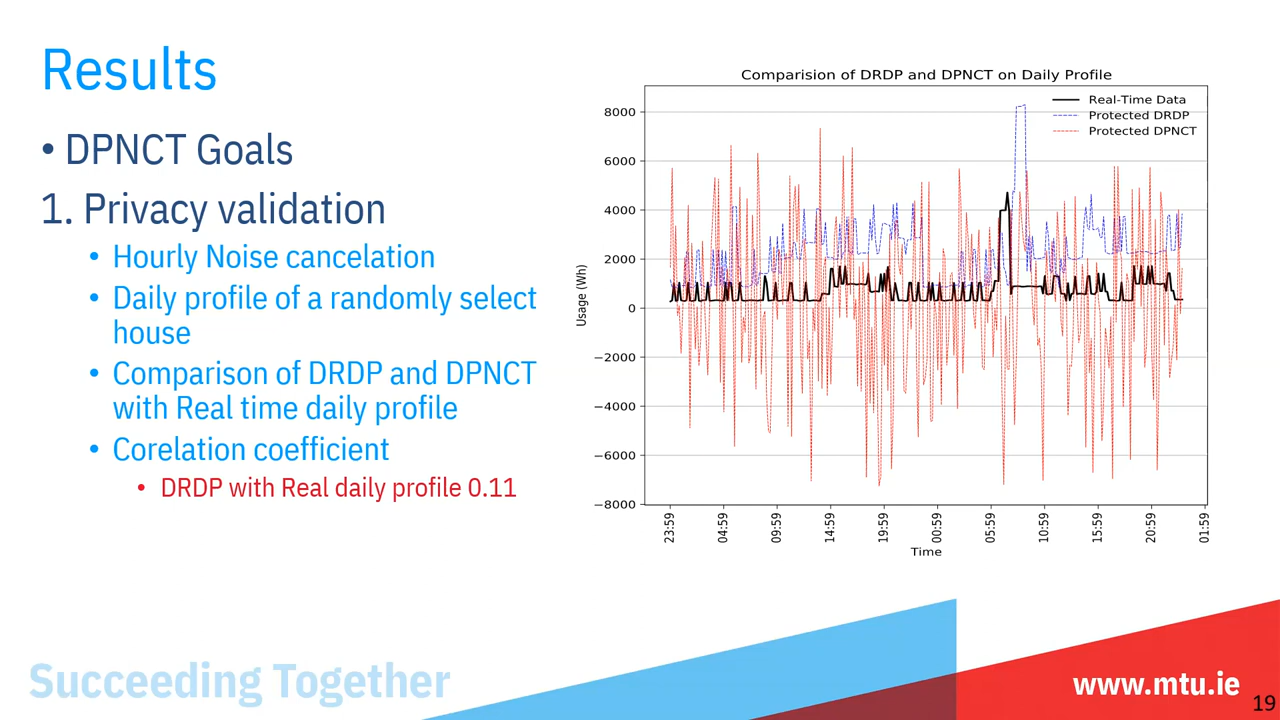 Results
• DPNCT Goals
1. Privacy validation
• Hourly Noise cancelation
• Daily profile of a randomly select
house
• Comparison of DRDP and DPNCT
with Real time daily profile
• Corelation coefficient
• DRDP with Real daily profile 0.11
Comparision of DRDP and DPNCT on Daily Profile
Real-Time Data
Protected DRDP
Protected DPNCT
Usage (Wh)
8000
6000
4000
2000
0
−2000
−4000
−6000
−8000
23:59
04:59
09:59
14:59
19:59
00:59
05:59
10:59
15:59
20:59
01:59
Time
Succeeding Together
www.mtu.ie
19